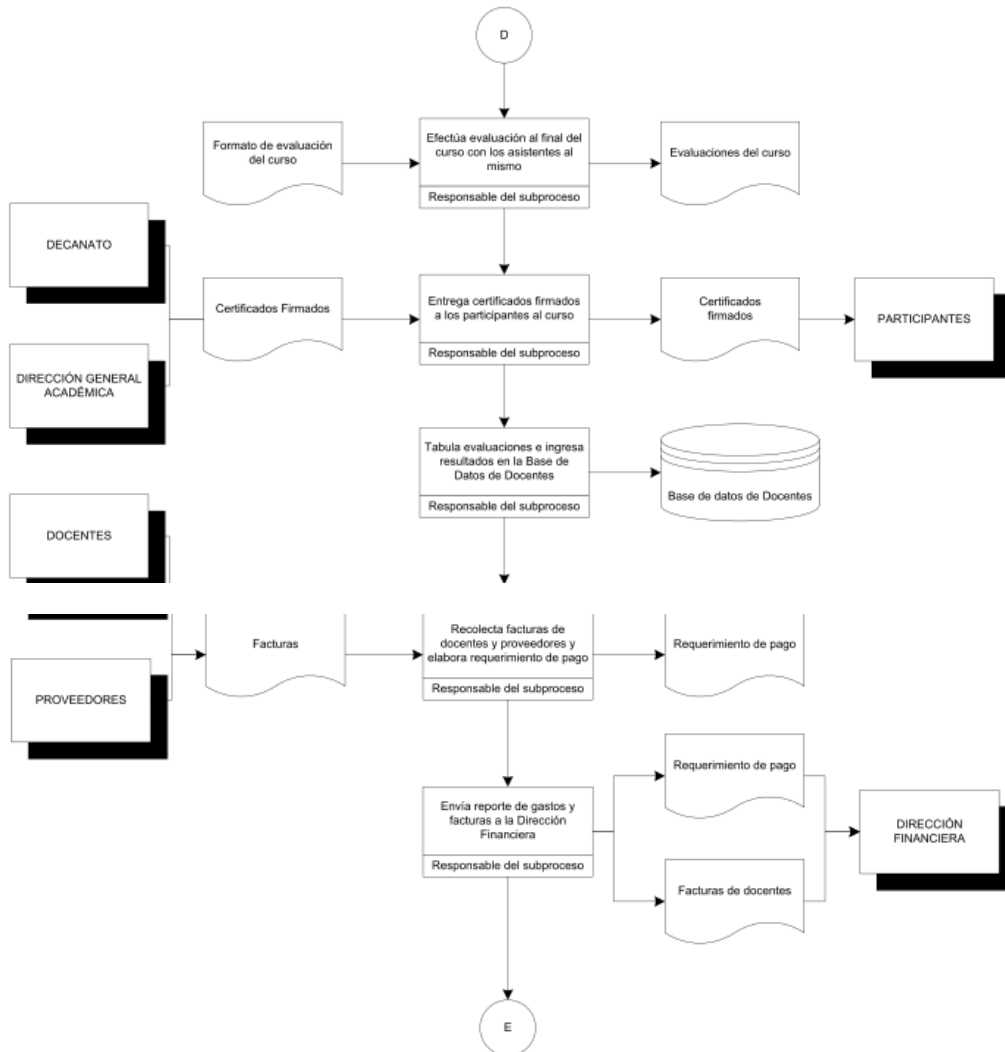 D
Formato de evaluación
del curso
Efectúa evaluación al final del
curso con los asistentes al
mismo
Responsable del subproceso
Evaluaciones del curso
DECANATO
DIRECCIÓN GENERAL
ACADÉMICA
Certificados Firmados
Entrega certificados firmados
a los participantes al curso
Responsable del subproceso
Certificados
firmados
PARTICIPANTES
Tabula evaluaciones e ingresa
resultados en la Base de
Datos de Docentes
Responsable del subproceso
Base de datos de Docentes
DOCENTES
PROVEEDORES
Facturas
Recolecta facturas de
docentes y proveedores y
elabora requerimiento de pago
Responsable del subproceso
Requerimiento de pago
Envía reporte de gastos y
facturas a la Dirección
Financiera
Responsable del subproceso
Requerimiento de pago
Facturas de docentes
DIRECCIÓN
FINANCIERA
E